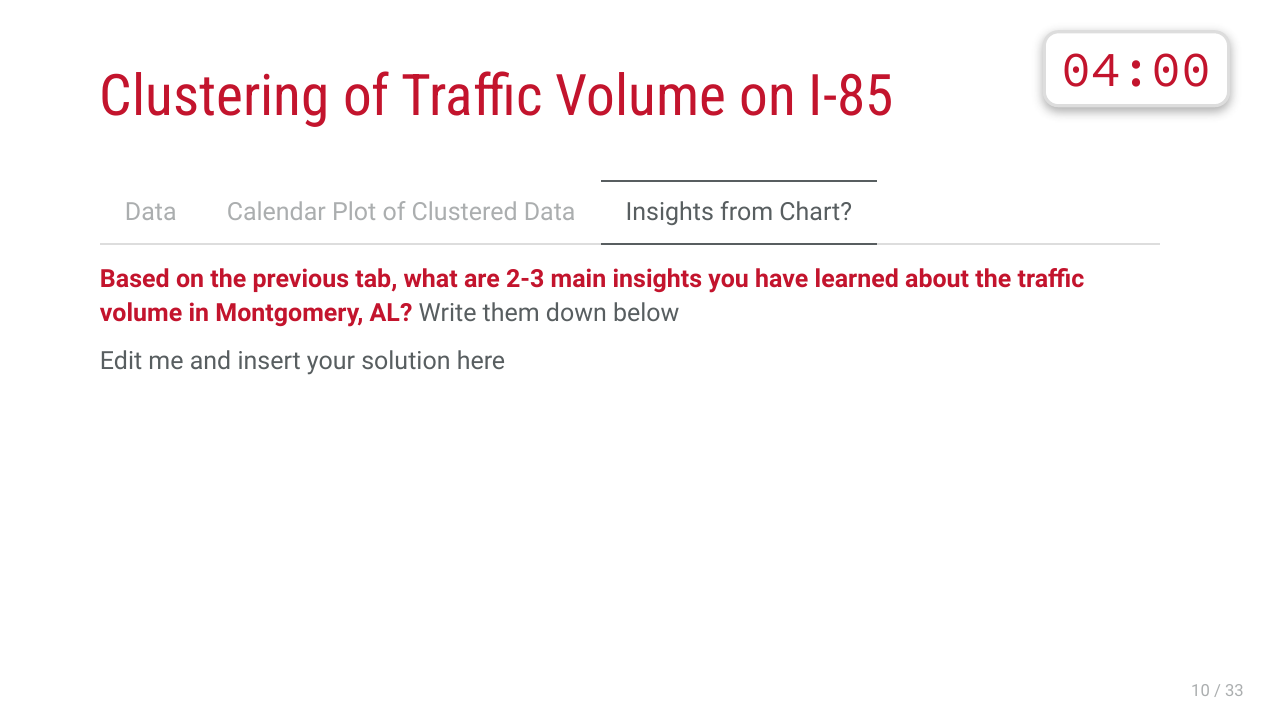 Clustering of Traffic Volume on I-85
04:00
Data
Calendar Plot of Clustered Data
Insights from Chart?
Based on the previous tab, what are 2-3 main insights you have learned about the traffic
volume in Montgomery, AL? Write them down below
Edit me and insert your solution here
10 / 33